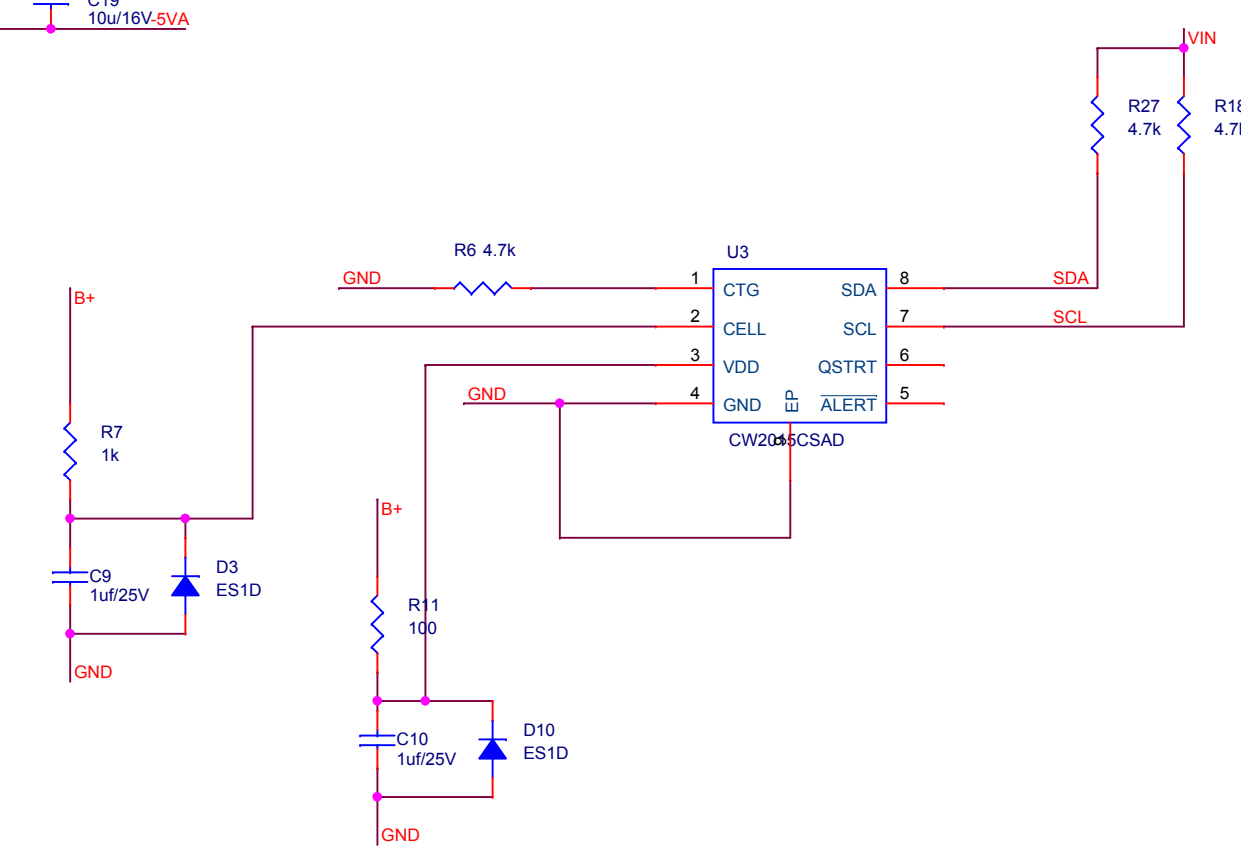 C19
10u/16V
-5VA
VIN
R27
4.7k
R18
R6 4.7k
U3
GND
1
CTG
SDA
8
SDA
B+
2
CELL
SCL
7
SCL
3
VDD
QSTRT
6
GND
4
GND
EP
ALERT
5
CW2015CSAD
9
R7
1k
B+
C9
1uf/25V
D3
ES1D
R11
100
GND
C10
1uf/25V
D10
ES1D
GND